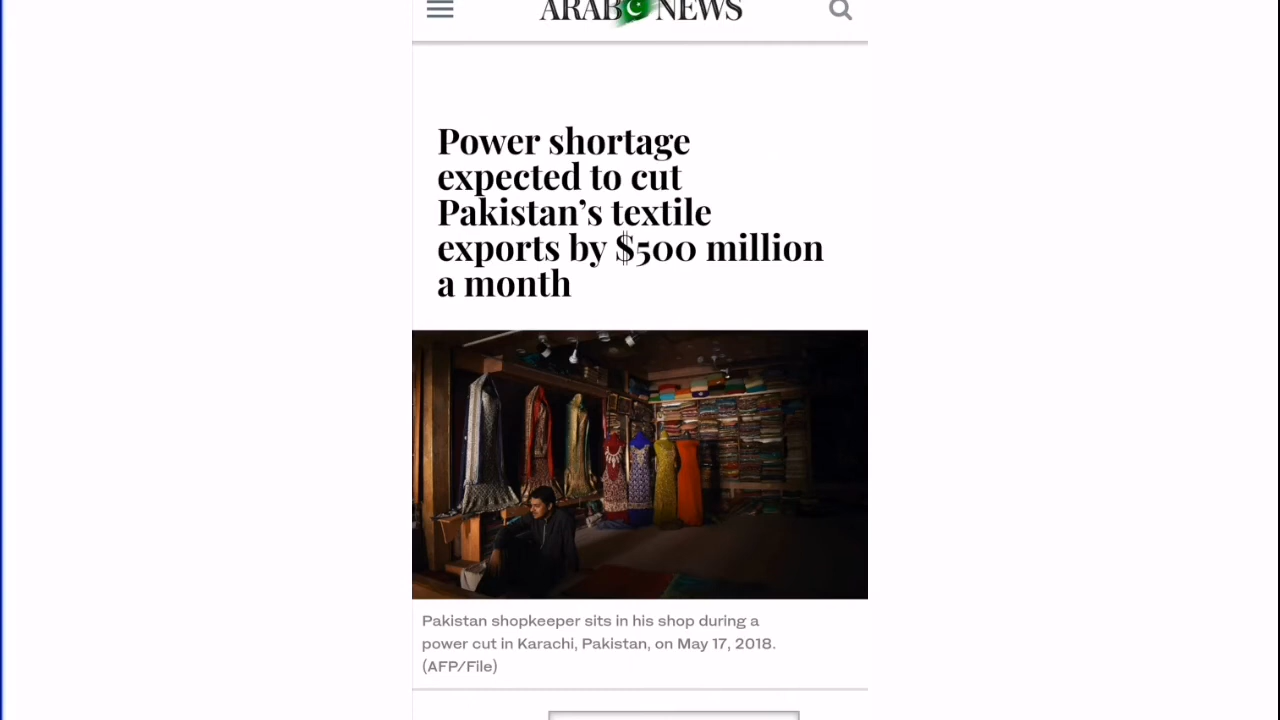 ARAB NEWS
Power shortage
expected to cut
Pakistan’s textile
exports by $500 million
a month
Pakistan shopkeeper sits in his shop during a
power cut in Karachi, Pakistan, on May 17, 2018.
(AFP/File)